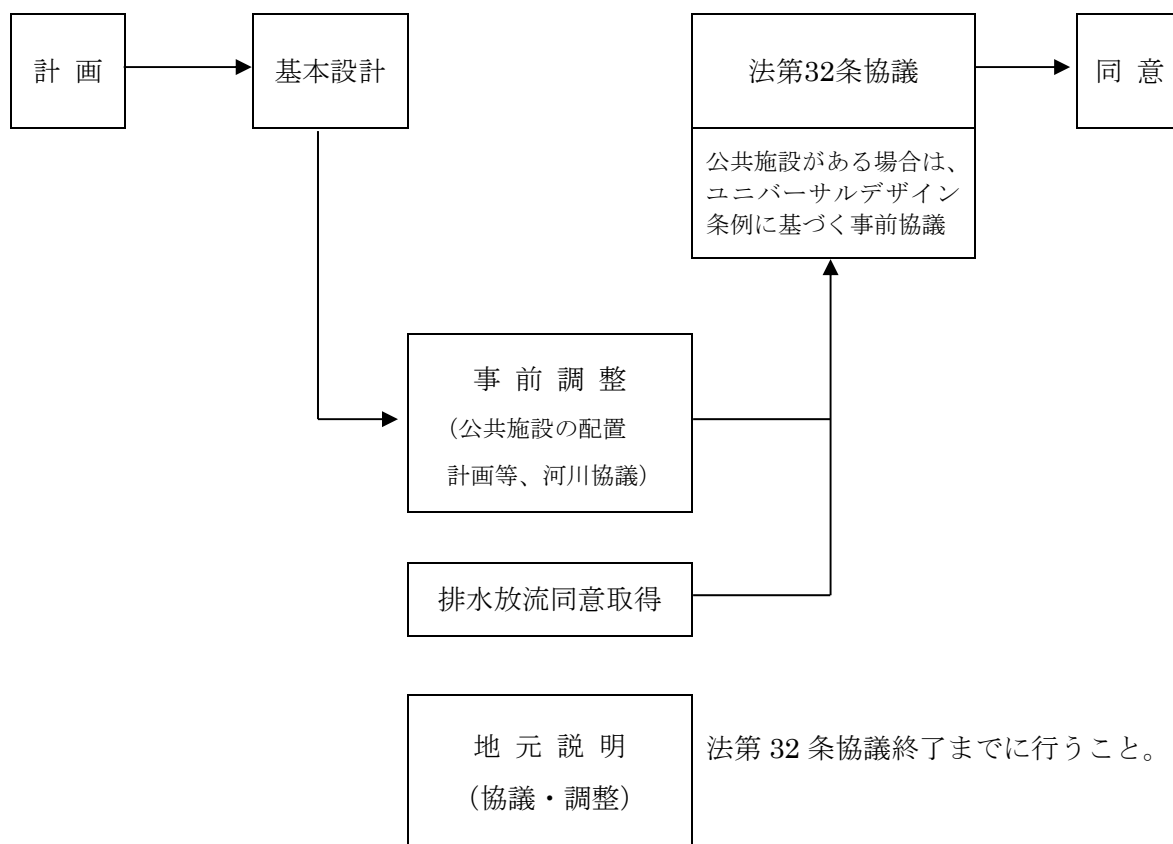 計 画
基本設計
法第32条協議
同 意
公共施設がある場合は、
ユニバーサルデザイン
条例に基づく事前協議
事 前 調 整
（公共施設の配置
計画等、河川協議）
排水放流同意取得
地 元 説 明
（協議・調整）
法第 32 条協議終了までに行うこと。